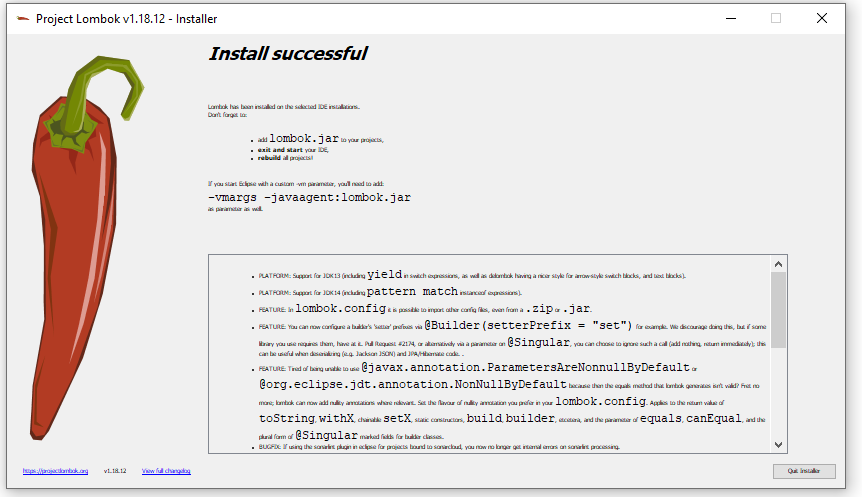 Project Lombok v1.18.12 - Installer
Install successful
Lombok has been installed on the selected IDE installations.
Don't forget to:
• add lombok.jar to your projects,
• exit and start your IDE,
• rebuild all projects!
If you start Eclipse with a custom -vm parameter, you'll need to add:
-vmargs -javaagent:lombok.jar
as parameter as well.
• PLATFORM: Support for JDK13 (including yield in switch expressions, as well as delombok having a nicer style for arrow-style switch blocks, and text blocks).
• PLATFORM: Support for JDK14 (including pattern match instanceof expressions).
• FEATURE: In lombok.config it is possible to import other config files, even from a .zip or .jar.
• FEATURE: You can now configure a builder's 'setter' prefixes via @Builder(setterPrefix = "set") for example. We discourage doing this, but if some
library you use requires them, have at it. Pull Request #2174, or alternatively via a parameter on @Singular, you can choose to ignore such a call (add nothing, return immediately); this
can be useful when deserializing (e.g. Jackson JSON) and JPA/Hibernate code. .
• FEATURE: Tired of being unable to use @javax.annotation.ParametersAreNonnullByDefault or
@org.eclipse.jdt.annotation.NonNullByDefault because then the equals method that lombok generates isn't valid? Fret no
more; lombok can now add nullity annotations where relevant. Set the flavour of nullity annotation you prefer in your lombok.config. Applies to the return value of
toString, withX, chainable setX, static constructors, build, builder, etcetera, and the parameter of equals, canEqual, and the
plural form of @Singular marked fields for builder classes.
• BUGFIX: If using the sonarlint plugin in eclipse for projects bound to sonarcloud, you now no longer get internal errors on sonarlint processing.
https://projectlombok.org v1.18.12 View full changelog Quit Installer